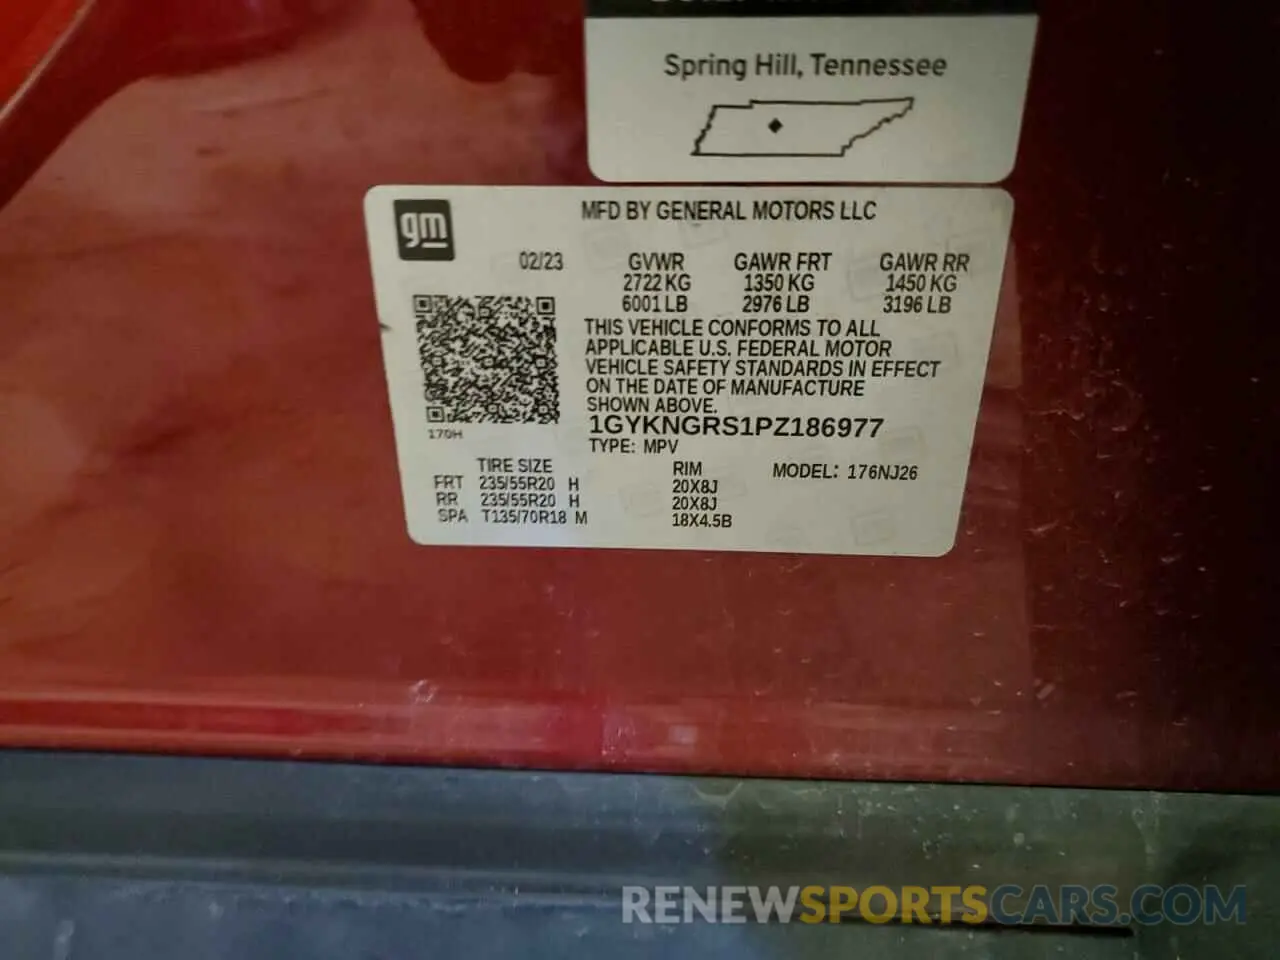 Spring Hill, Tennessee
gm
MFD BY GENERAL MOTORS LLC
02/23 GVWR GAWR FRT GAWR RR
2722 KG 1350 KG 1450 KG
6001 LB 2976 LB 3196 LB
THIS VEHICLE CONFORMS TO ALL
APPLICABLE U.S. FEDERAL MOTOR
VEHICLE SAFETY STANDARDS IN EFFECT
ON THE DATE OF MANUFACTURE
SHOWN ABOVE.
170H
1GYKNGRS1PZ186977
TYPE: MPV
TIRE SIZE RIM MODEL: 176NJ26
FRT 235/55R20 H 20X8J
RR 235/55R20 H 20X8J
SPA T135/70R18 M 18X4.5B
RENEWSPORTSCARS.COM